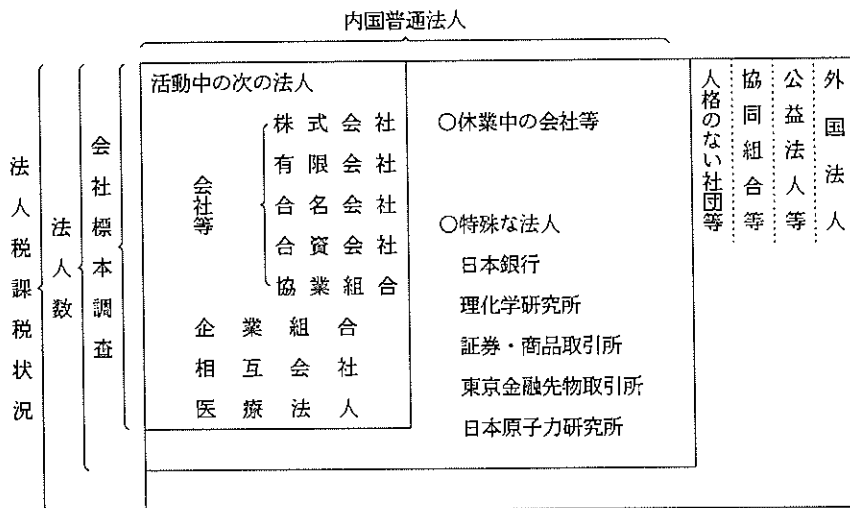 内国普通法人
法人税課税状況
法人数
会社標本調査
活動中の次の法人
会社等
株式会社
有限会社
合名会社
合資会社
協業組合
企業組合
相互会社
医療法人
○休業中の会社等
○特殊な法人
日本銀行
理化学研究所
証券・商品取引所
東京金融先物取引所
日本原子力研究所
人格のない社団等
協同組合等
公益法人等
外国法人